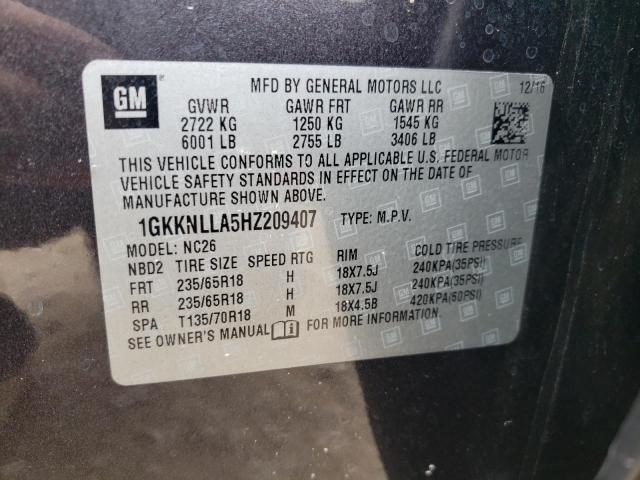 GM
MFD BY GENERAL MOTORS LLC 12/16
GVWR GAWR FRT GAWR RR
2722 KG 1250 KG 1545 KG
6001 LB 2755 LB 3406 LB
THIS VEHICLE CONFORMS TO ALL APPLICABLE U.S. FEDERAL MOTOR
VEHICLE SAFETY STANDARDS IN EFFECT ON THE DATE OF
MANUFACTURE SHOWN ABOVE.
1GKKNLLA5HZ209407 TYPE: M.P.V.
MODEL: NC26
NBD2 TIRE SIZE SPEED RTG RIM COLD TIRE PRESSURE
FRT 235/65R18 H 18X7.5J 240KPA(35PSI)
RR 235/65R18 H 18X7.5J 240KPA(35PSI)
SPA T135/70R18 M 18X4.5B 420KPA(60PSI)
SEE OWNER'S MANUAL FOR MORE INFORMATION.